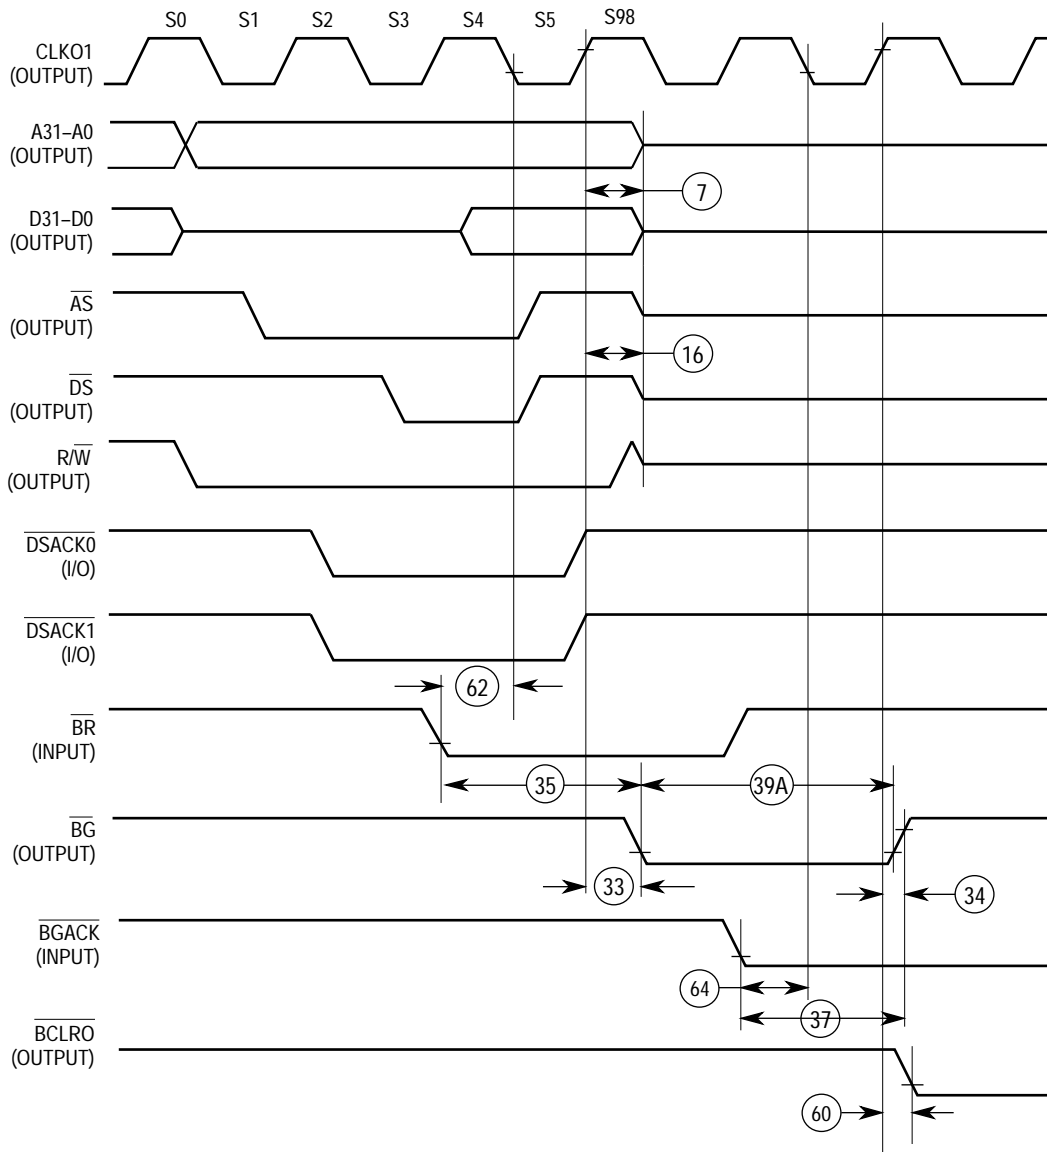 S0 S1 S2 S3 S4 S5 S98
CLKO1
(OUTPUT)
A31–A0
(OUTPUT)
7
D31–D0
(OUTPUT)
AS
(OUTPUT)
16
DS
(OUTPUT)
R/W
(OUTPUT)
DSACK0
(I/O)
DSACK1
(I/O)
62
BR
(INPUT)
35 39A
BG
(OUTPUT)
33 34
BGACK
(INPUT)
64
37
BCLRO
(OUTPUT)
60